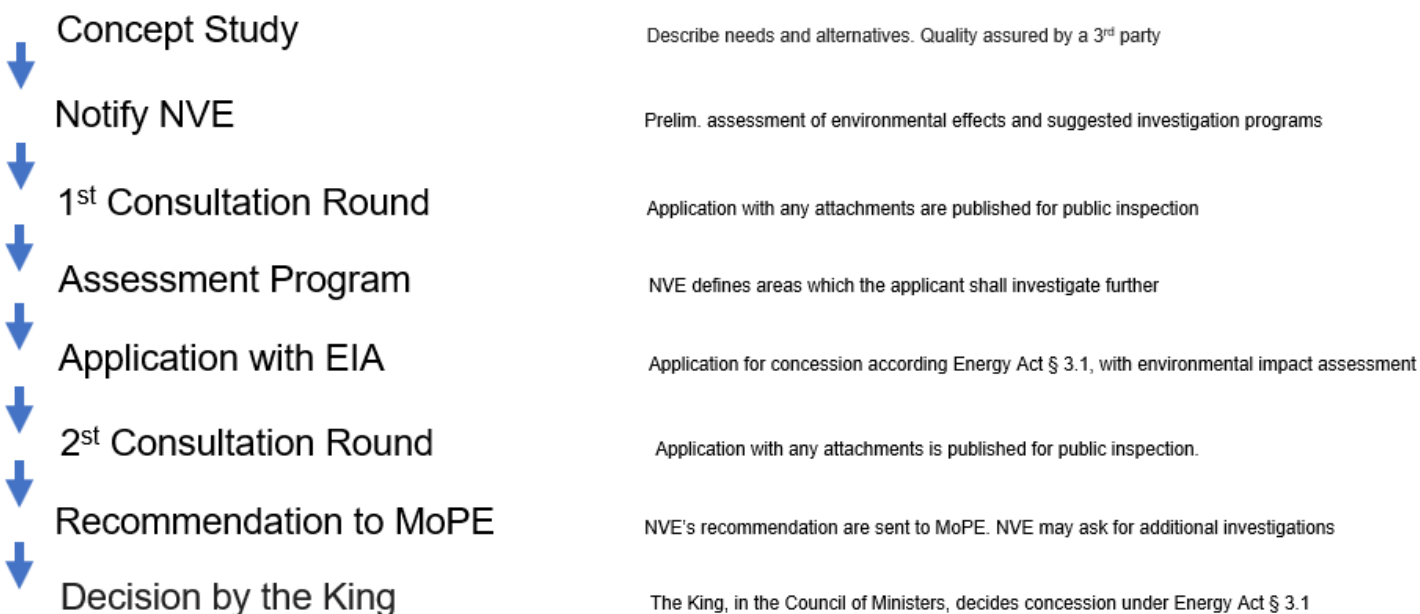 Concept Study Describe needs and alternatives. Quality assured by a 3rd party
Notify NVE Prelim. assessment of environmental effects and suggested investigation programs
1st Consultation Round Application with any attachments are published for public inspection
Assessment Program NVE defines areas which the applicant shall investigate further
Application with EIA Application for concession according Energy Act § 3.1, with environmental impact assessment
2st Consultation Round Application with any attachments is published for public inspection.
Recommendation to MoPE NVE's recommendation are sent to MoPE. NVE may ask for additional investigations
Decision by the King The King, in the Council of Ministers, decides concession under Energy Act § 3.1